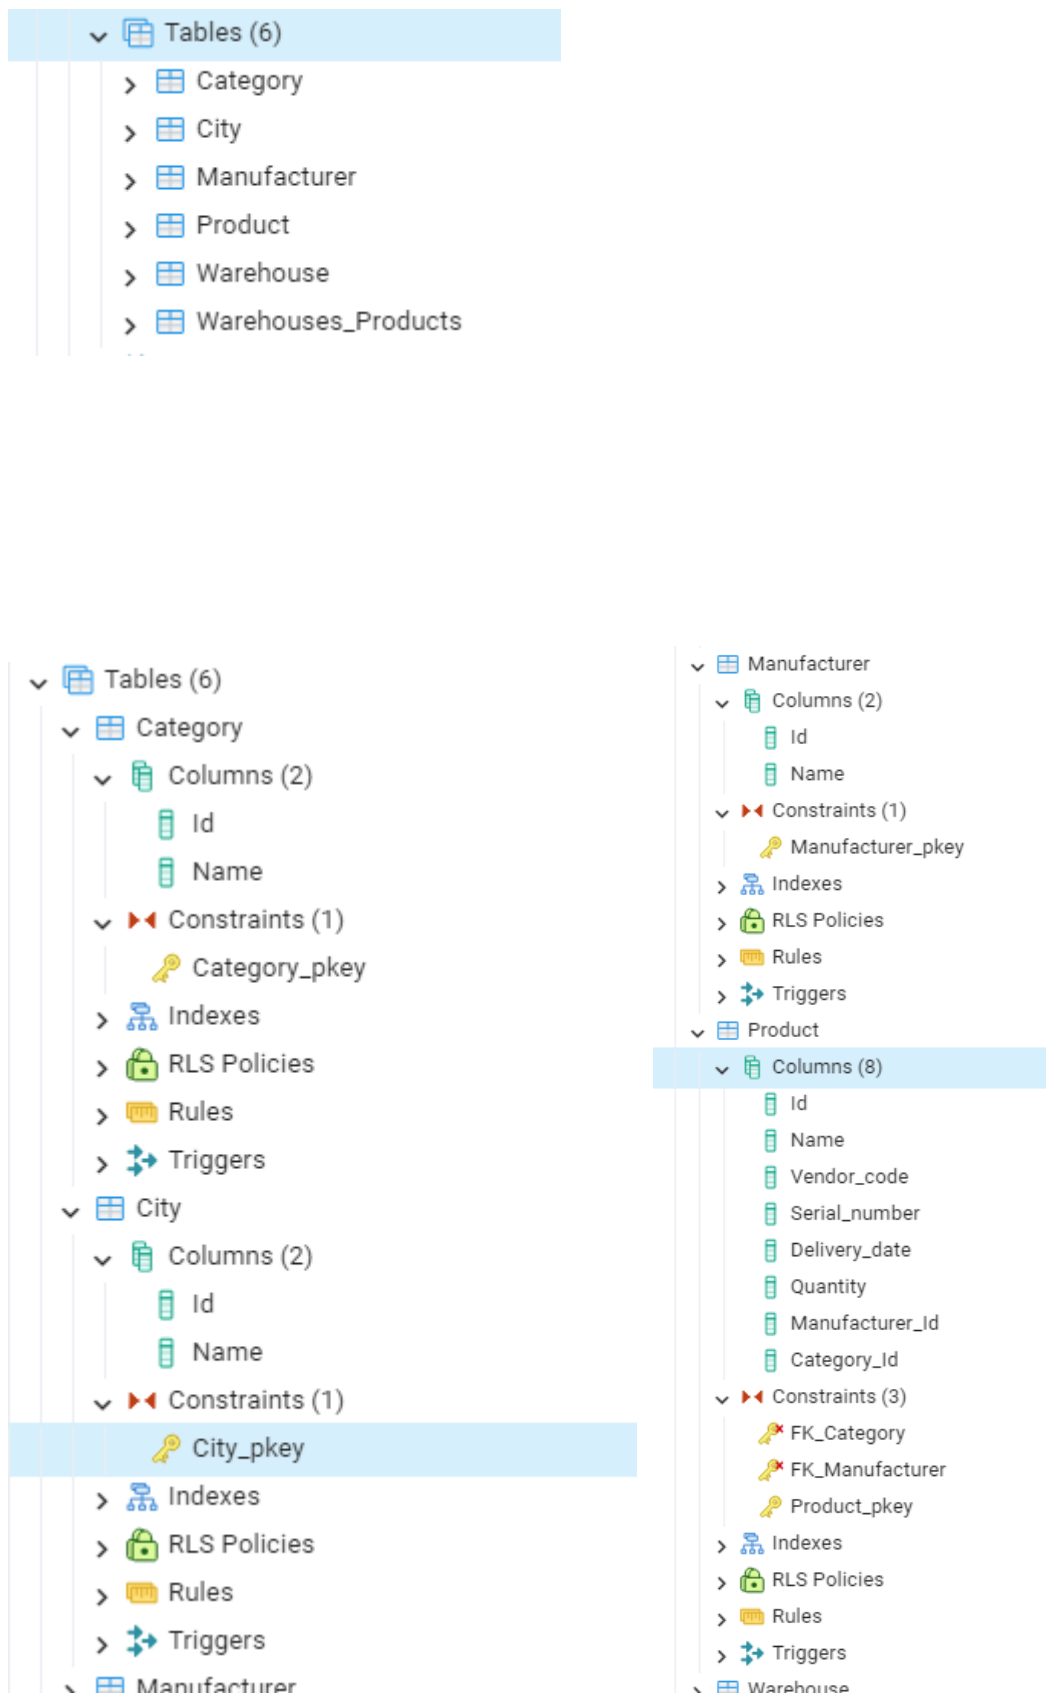 Tables (6)
Category
City
Manufacturer
Product
Warehouse
Warehouses_Products
Tables (6)
Category
Columns (2)
Id
Name
Constraints (1)
Category_pkey
Indexes
RLS Policies
Rules
Triggers
City
Columns (2)
Id
Name
Constraints (1)
City_pkey
Indexes
RLS Policies
Rules
Triggers
Manufacturer
Manufacturer
Columns (2)
Id
Name
Constraints (1)
Manufacturer_pkey
Indexes
RLS Policies
Rules
Triggers
Product
Columns (8)
Id
Name
Vendor_code
Serial_number
Delivery_date
Quantity
Manufacturer_Id
Category_Id
Constraints (3)
FK_Category
FK_Manufacturer
Product_pkey
Indexes
RLS Policies
Rules
Triggers
Warehouse